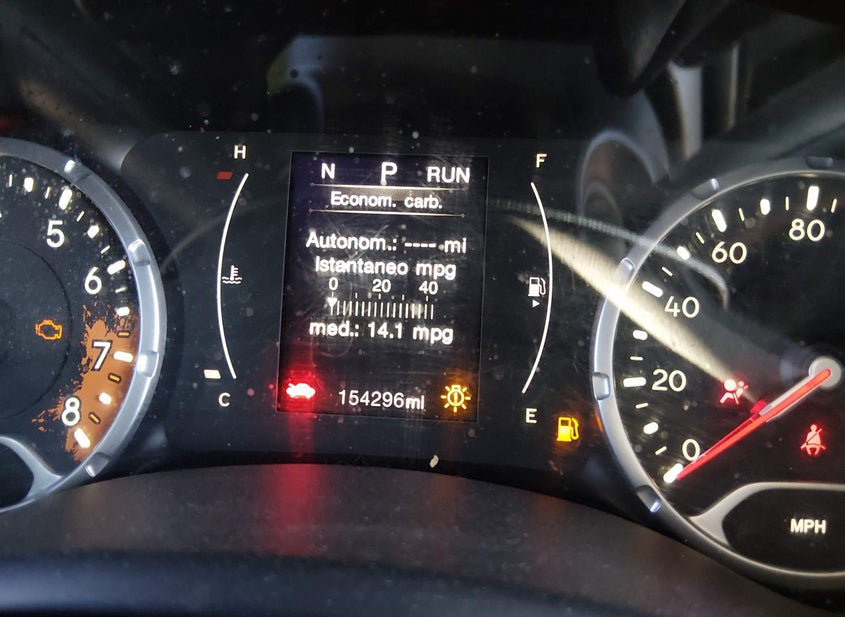 5
6
7
8
H
C
N P RUN
Econom. carb.
Autonom.: ---- mi
Istantaneo mpg
0 20 40
med.: 14.1 mpg
154296mi
F
E
0
20
40
60
80
MPH